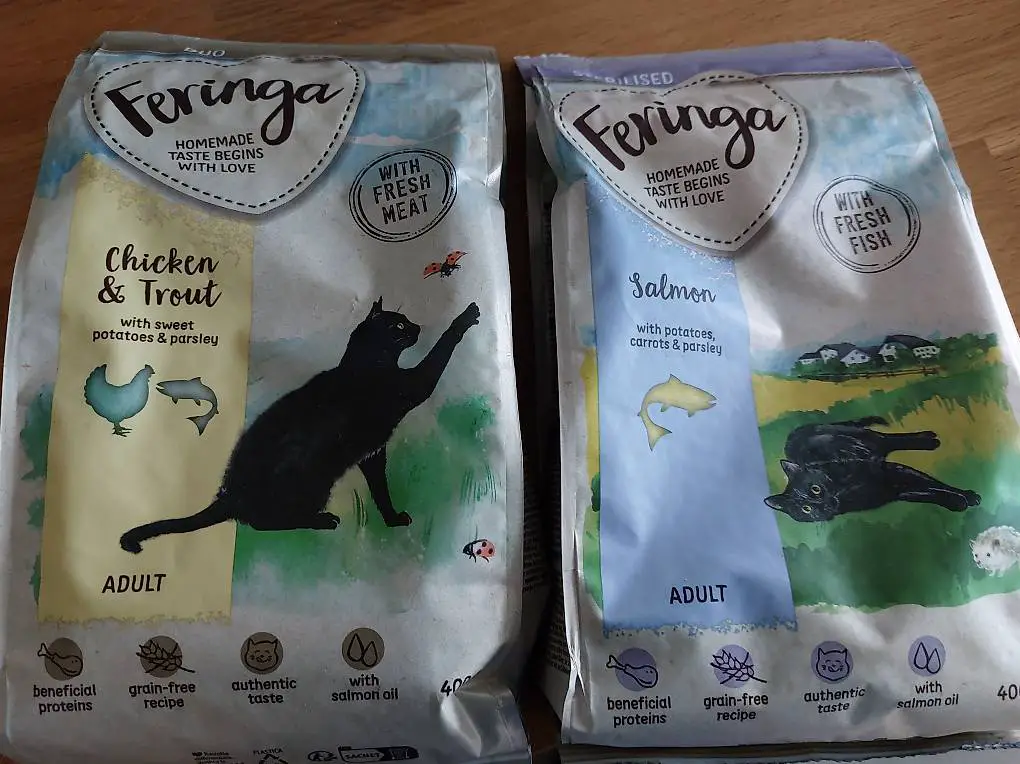 Feringa
HOMEMADE
TASTE BEGINS
WITH LOVE
WITH
FRESH
MEAT
Chicken
& Trout
with sweet
potatoes & parsley
ADULT
beneficial
proteins
grain-free
recipe
authentic
taste
with
salmon oil
PLASTICA
SACHET
STERILISED
Feringa
HOMEMADE
TASTE BEGINS
WITH LOVE
WITH
FRESH
FISH
Salmon
with potatoes,
carrots & parsley
ADULT
beneficial
proteins
grain-free
recipe
authentic
taste
with
salmon oil